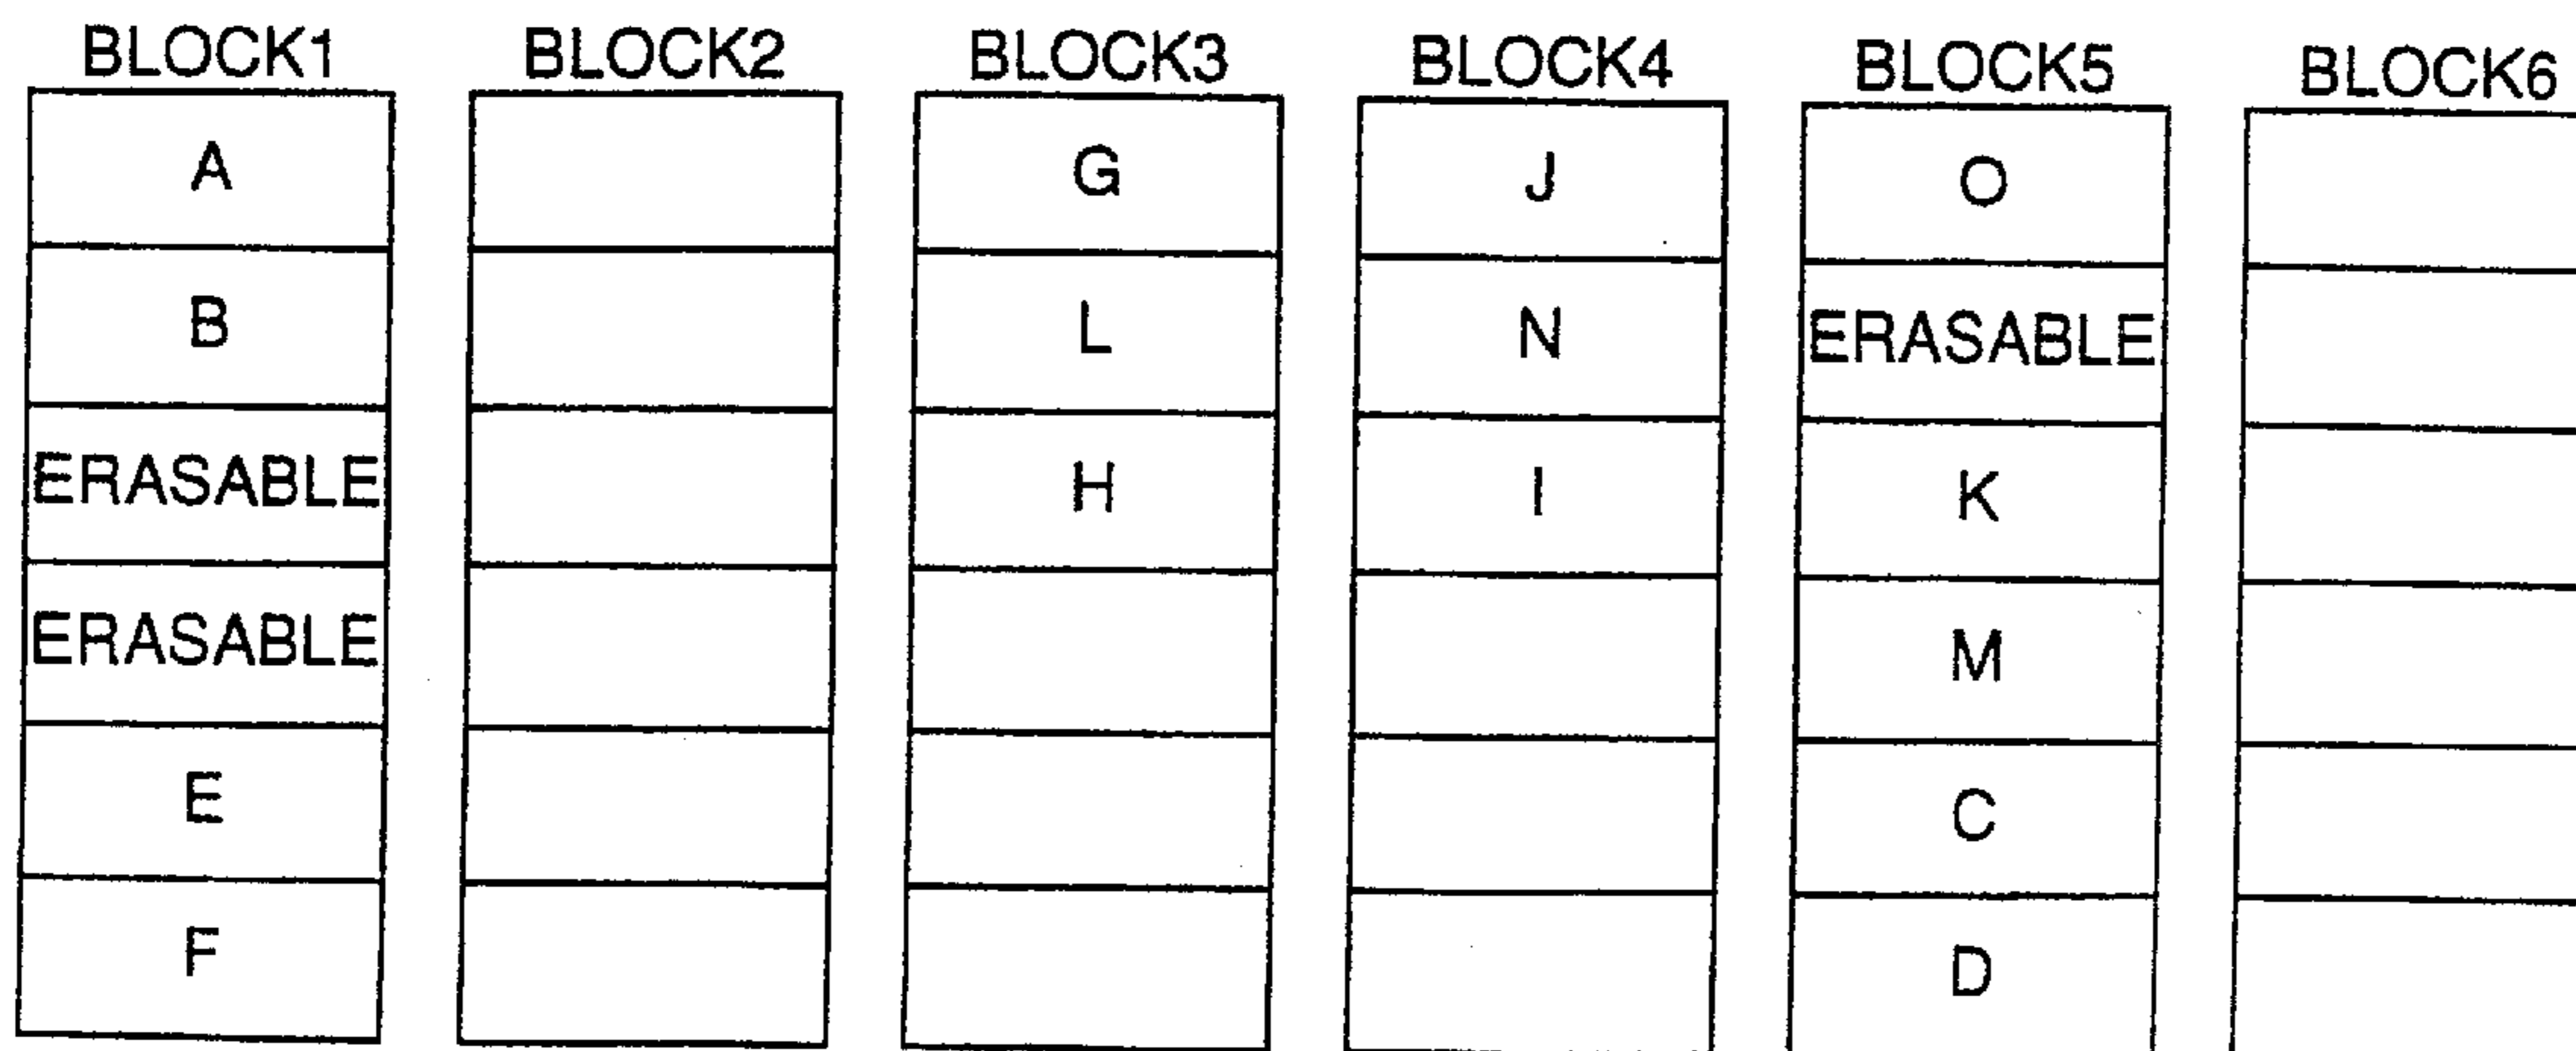 BLOCK1 BLOCK2 BLOCK3 BLOCK4 BLOCK5 BLOCK6
A G J O
B L N ERASABLE
ERASABLE H I K
ERASABLE M
E C
F D